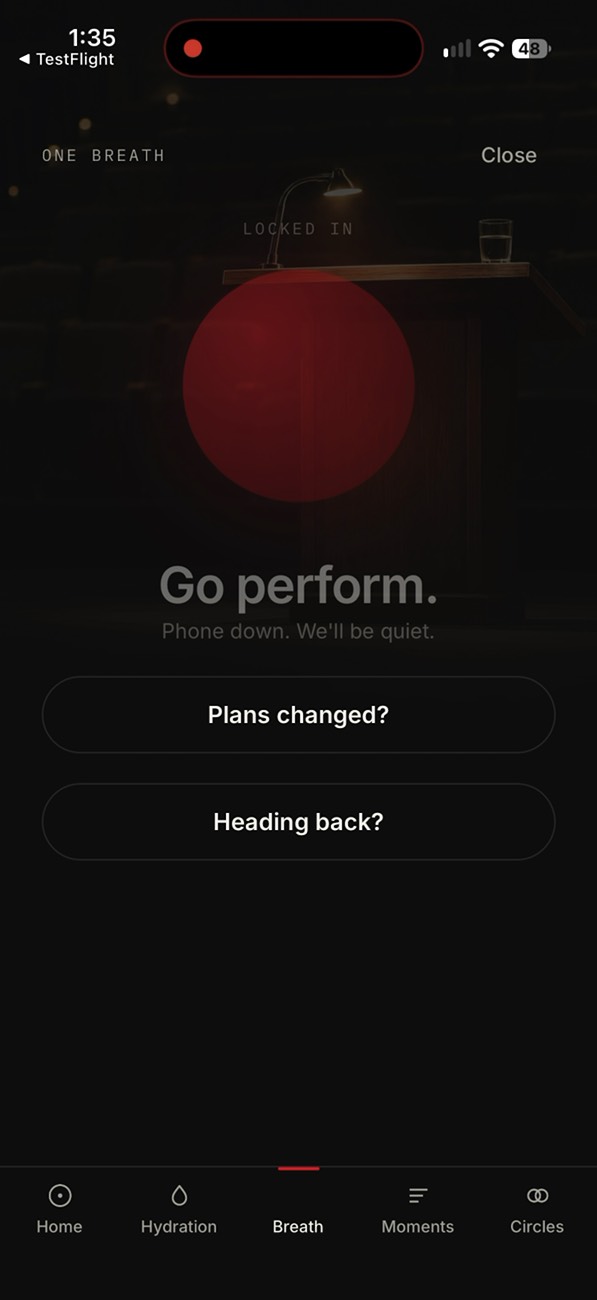 1:35
◀ TestFlight
48
ONE BREATH
Close
LOCKED IN
Go perform.
Phone down. We'll be quiet.
Plans changed?
Heading back?
Home
Hydration
Breath
Moments
Circles